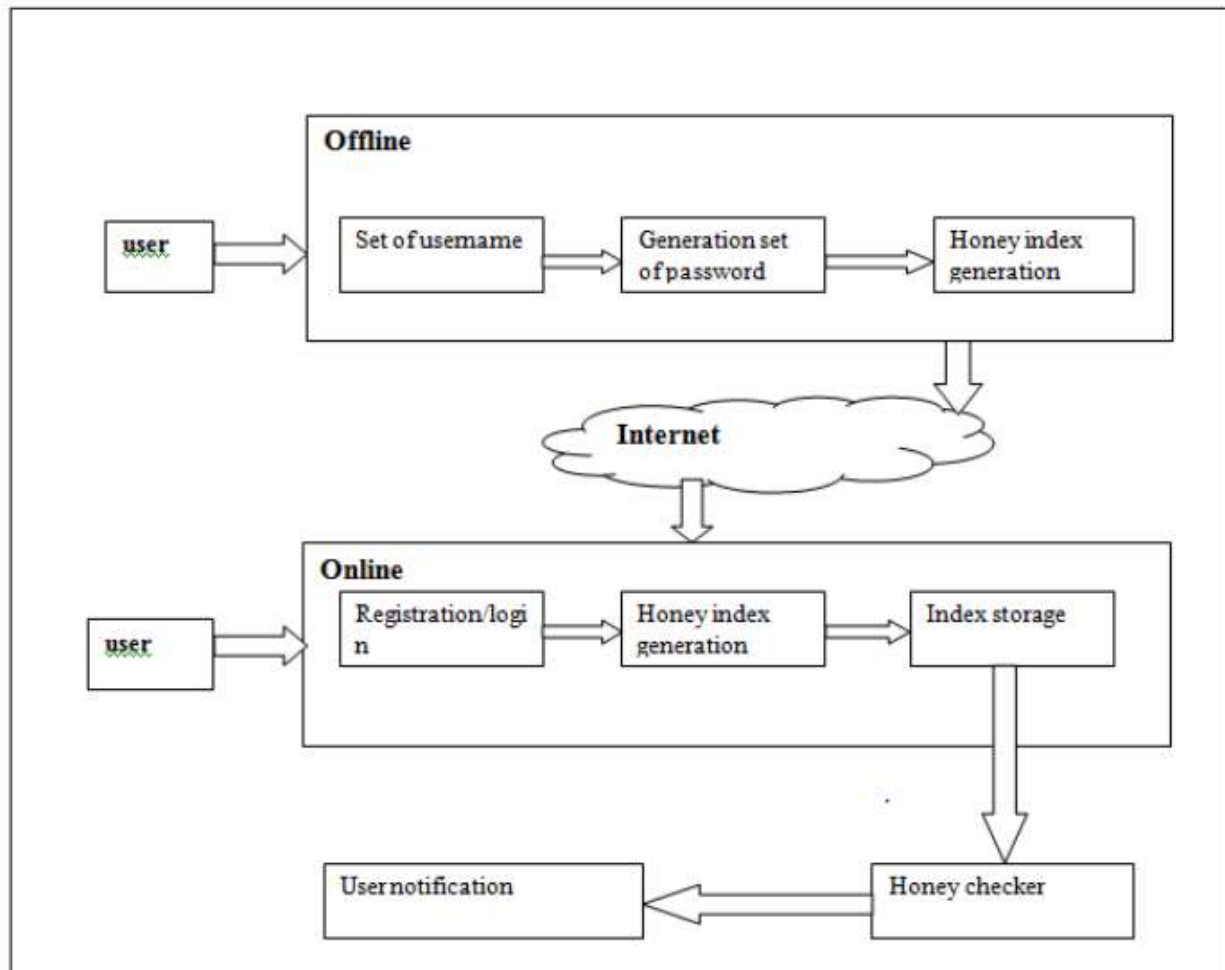 Offline
user
Set of username
Generation set
of password
Honey index
generation
Internet
Online
user
Registration/logi
n
Honey index
generation
Index storage
User notification
Honey checker